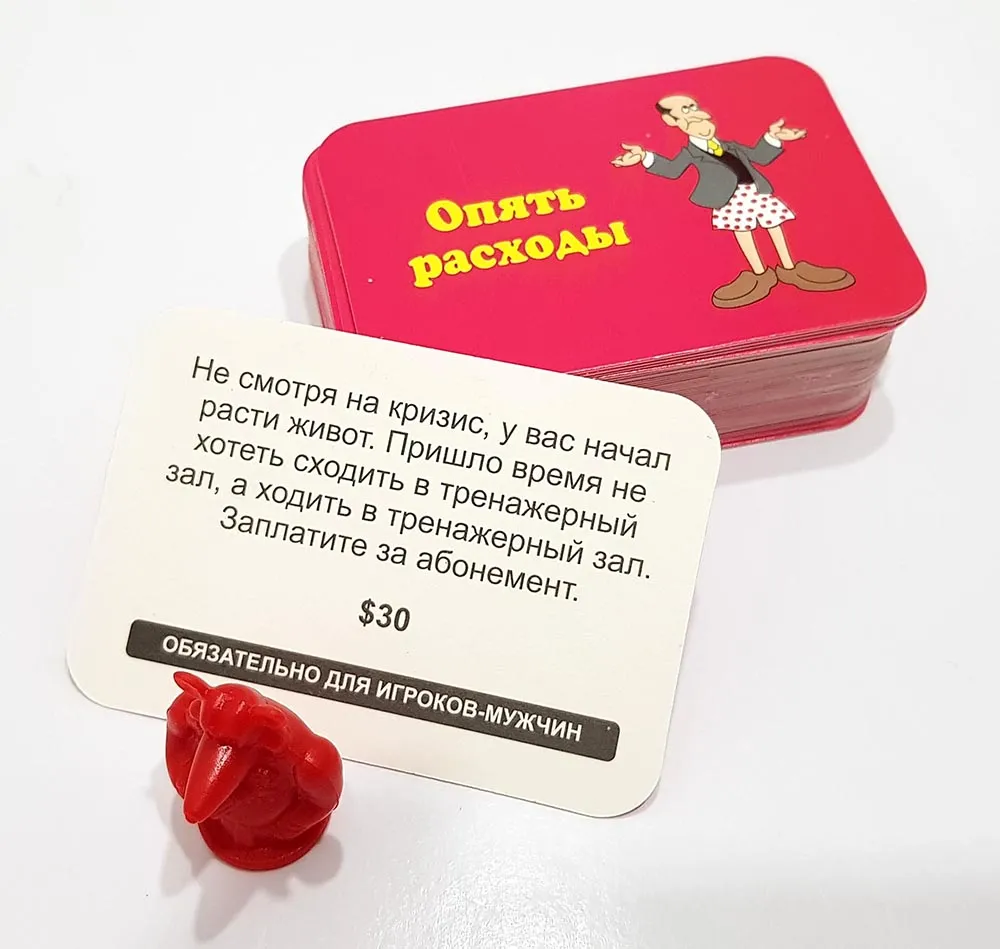 Опять
расходы
Не смотря на кризис, у вас начал
расти живот. Пришло время не
хотеть сходить в тренажерный
зал, а ходить в тренажерный зал.
Заплатите за абонемент.
$30
ОБЯЗАТЕЛЬНО ДЛЯ ИГРОКОВ-МУЖЧИН